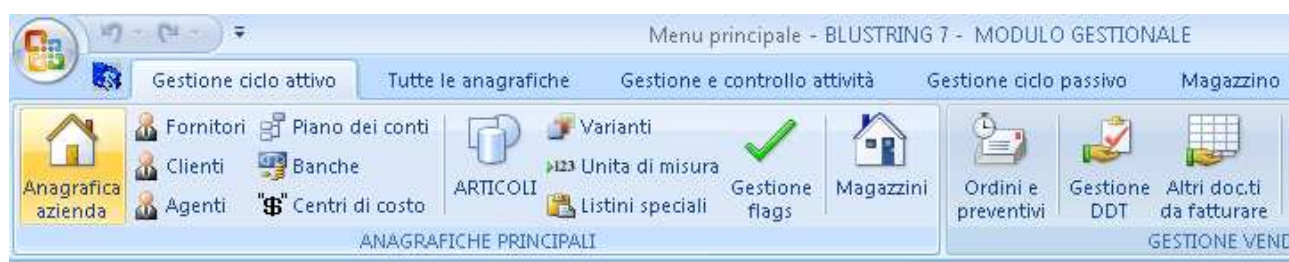 Menu principale - BLUSTRING 7 - MODULO GESTIONALE
Gestione ciclo attivo Tutte le anagrafiche Gestione e controllo attività Gestione ciclo passivo Magazzino
Anagrafica azienda
Fornitori
Clienti
Agenti
Piano dei conti
Banche
"$" Centri di costo
ARTICOLI
Varianti
123 Unita di misura
Listini speciali
Gestione
flags
Magazzini
Ordini e
preventivi
Gestione
DDT
Altri doc.ti
da fatturare
ANAGRAFICHE PRINCIPALI
GESTIONE VEND